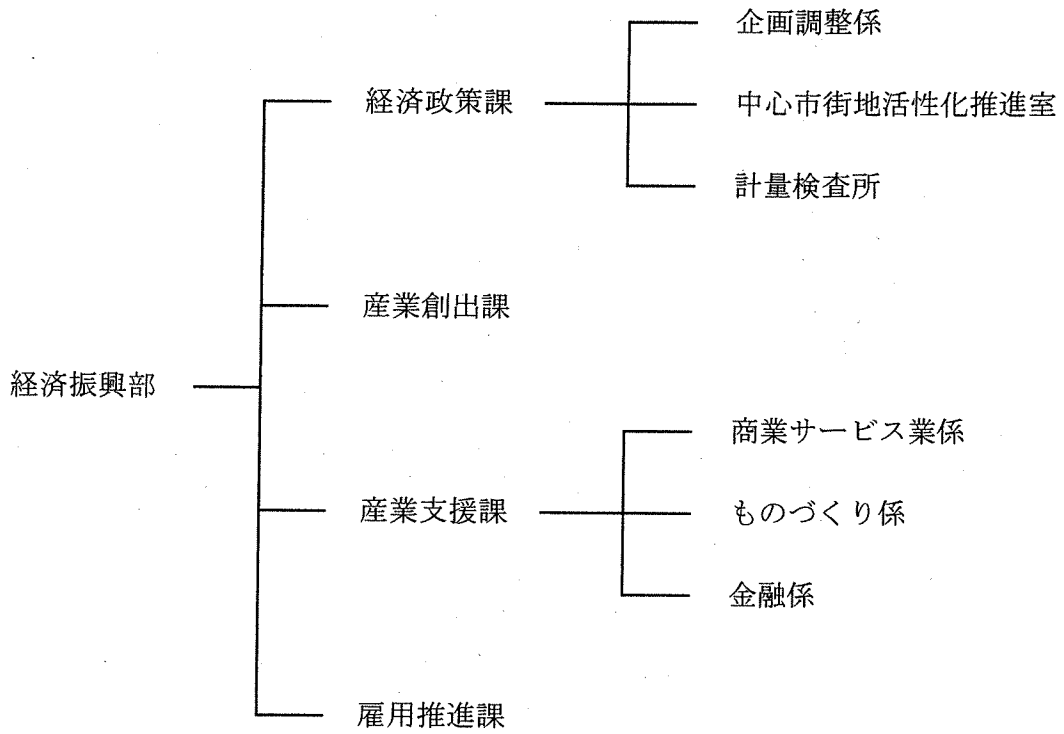 経済振興部
経済政策課
企画調整係
中心市街地活性化推進室
計量検査所
産業創出課
産業支援課
商業サービス業係
ものづくり係
金融係
雇用推進課